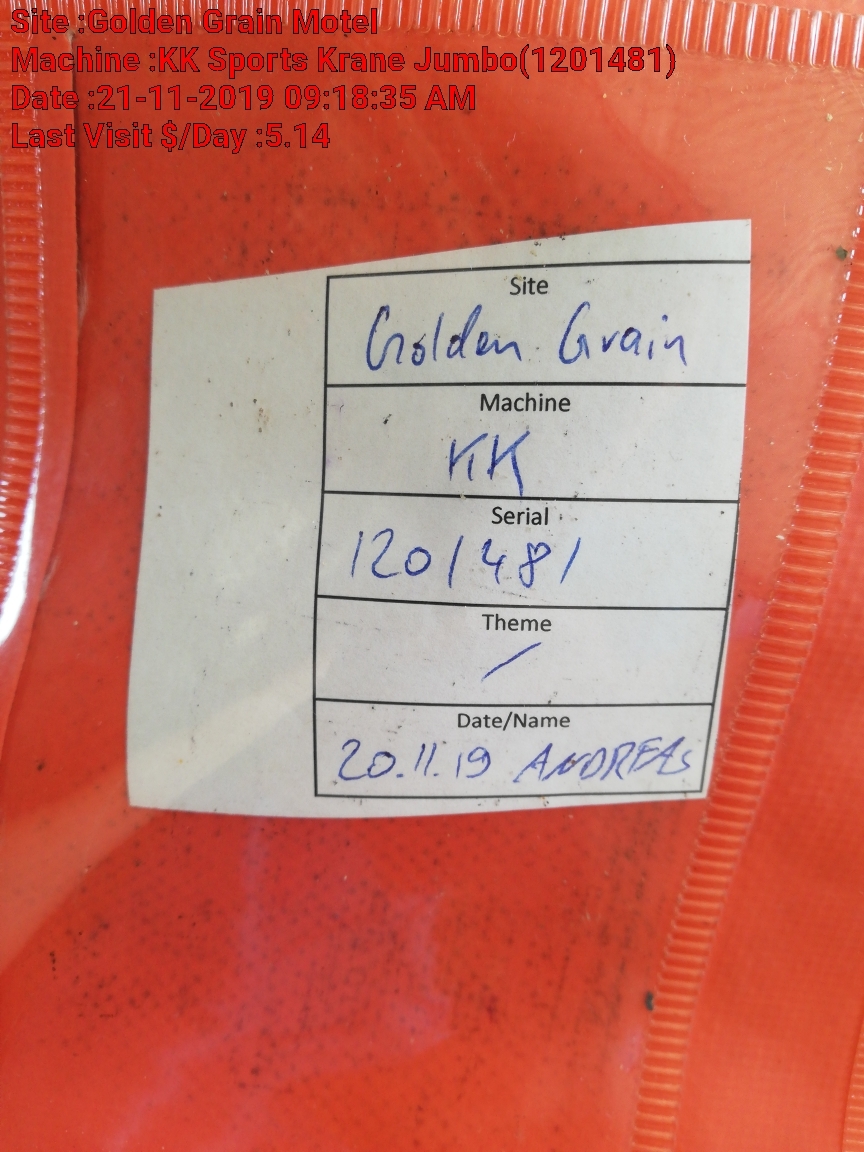 Site :Golden Grain Motel
Machine :KK Sports Krane Jumbo(1201481)
Date :21-11-2019 09:18:35 AM
Last Visit $/Day :5.14
Site
Golden Grain
Machine
KK
Serial
1201481
Theme
/
Date/Name
20.11.19 ANDREAs